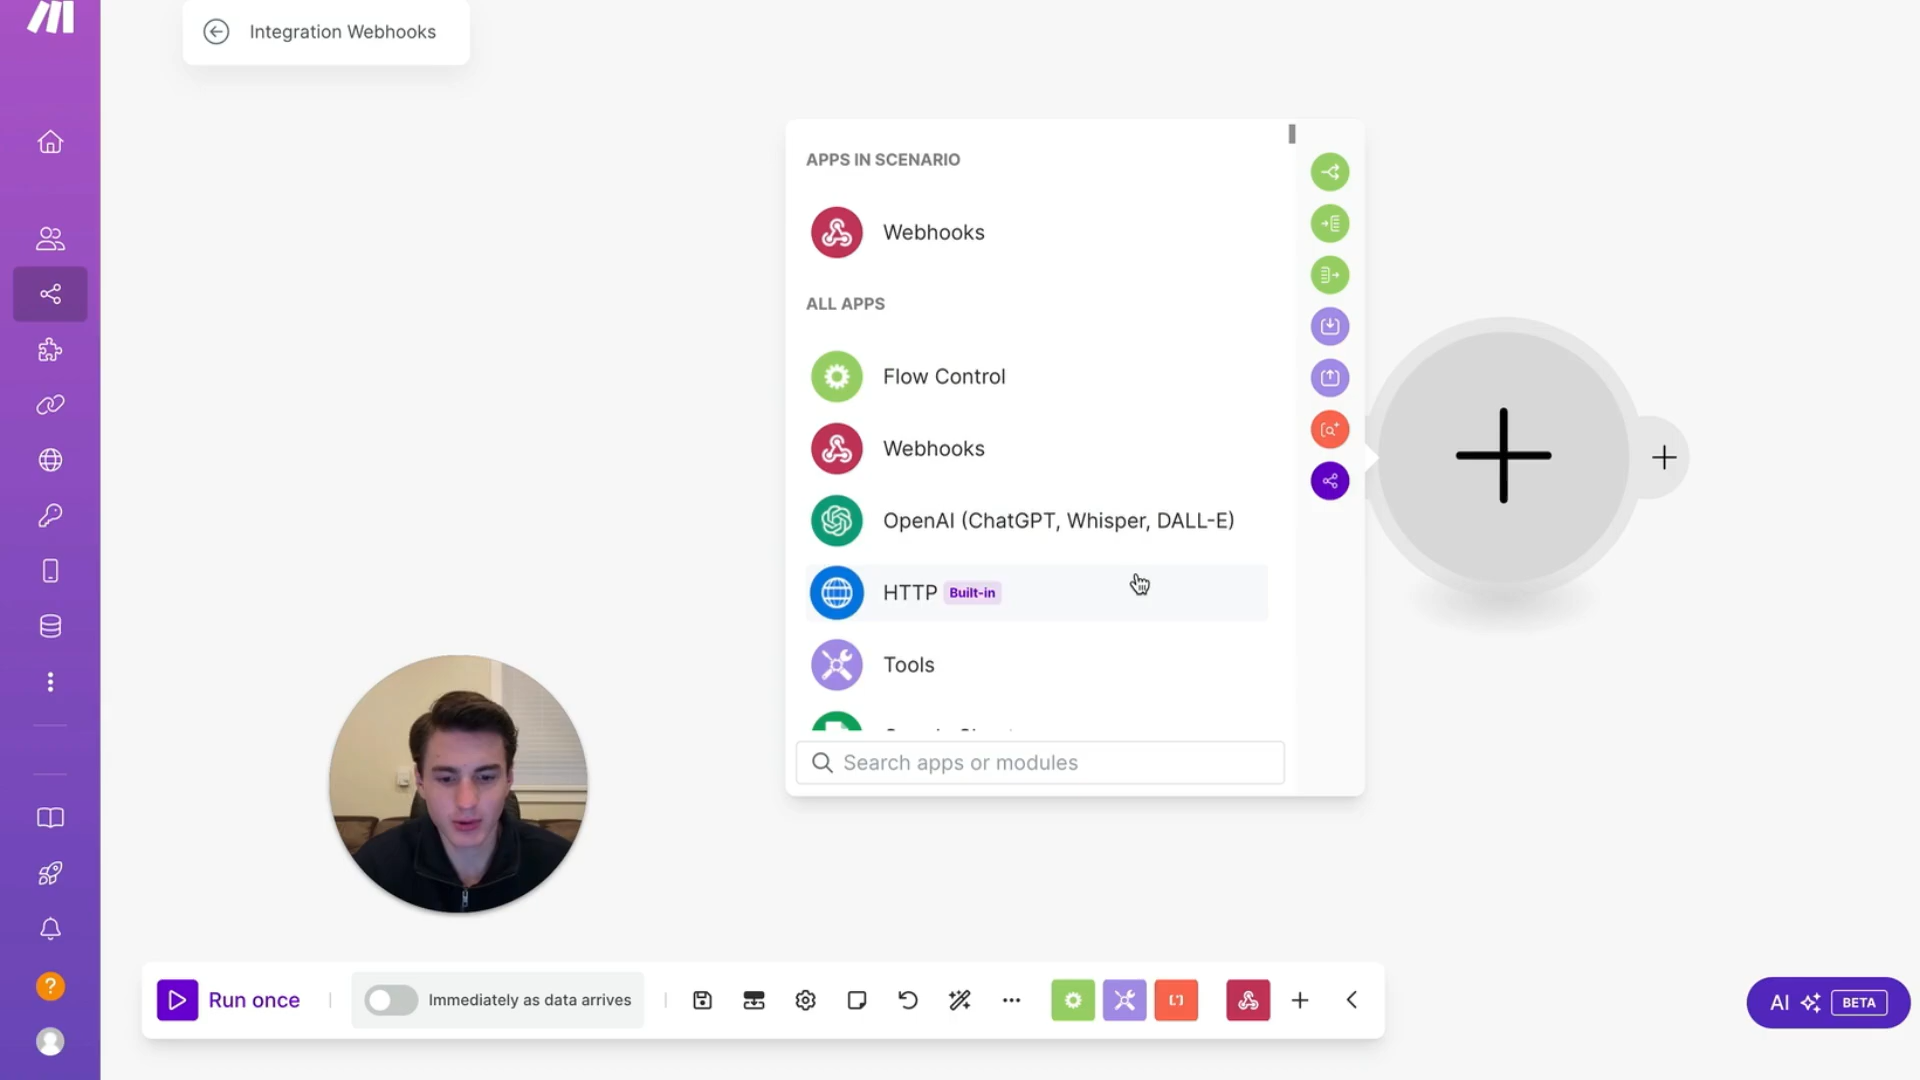 Integration Webhooks
APPS IN SCENARIO
Webhooks
ALL APPS
Flow Control
Webhooks
OpenAI (ChatGPT, Whisper, DALL-E)
HTTP Built-in
Tools
Search apps or modules
Run once
Immediately as data arrives
AI BETA